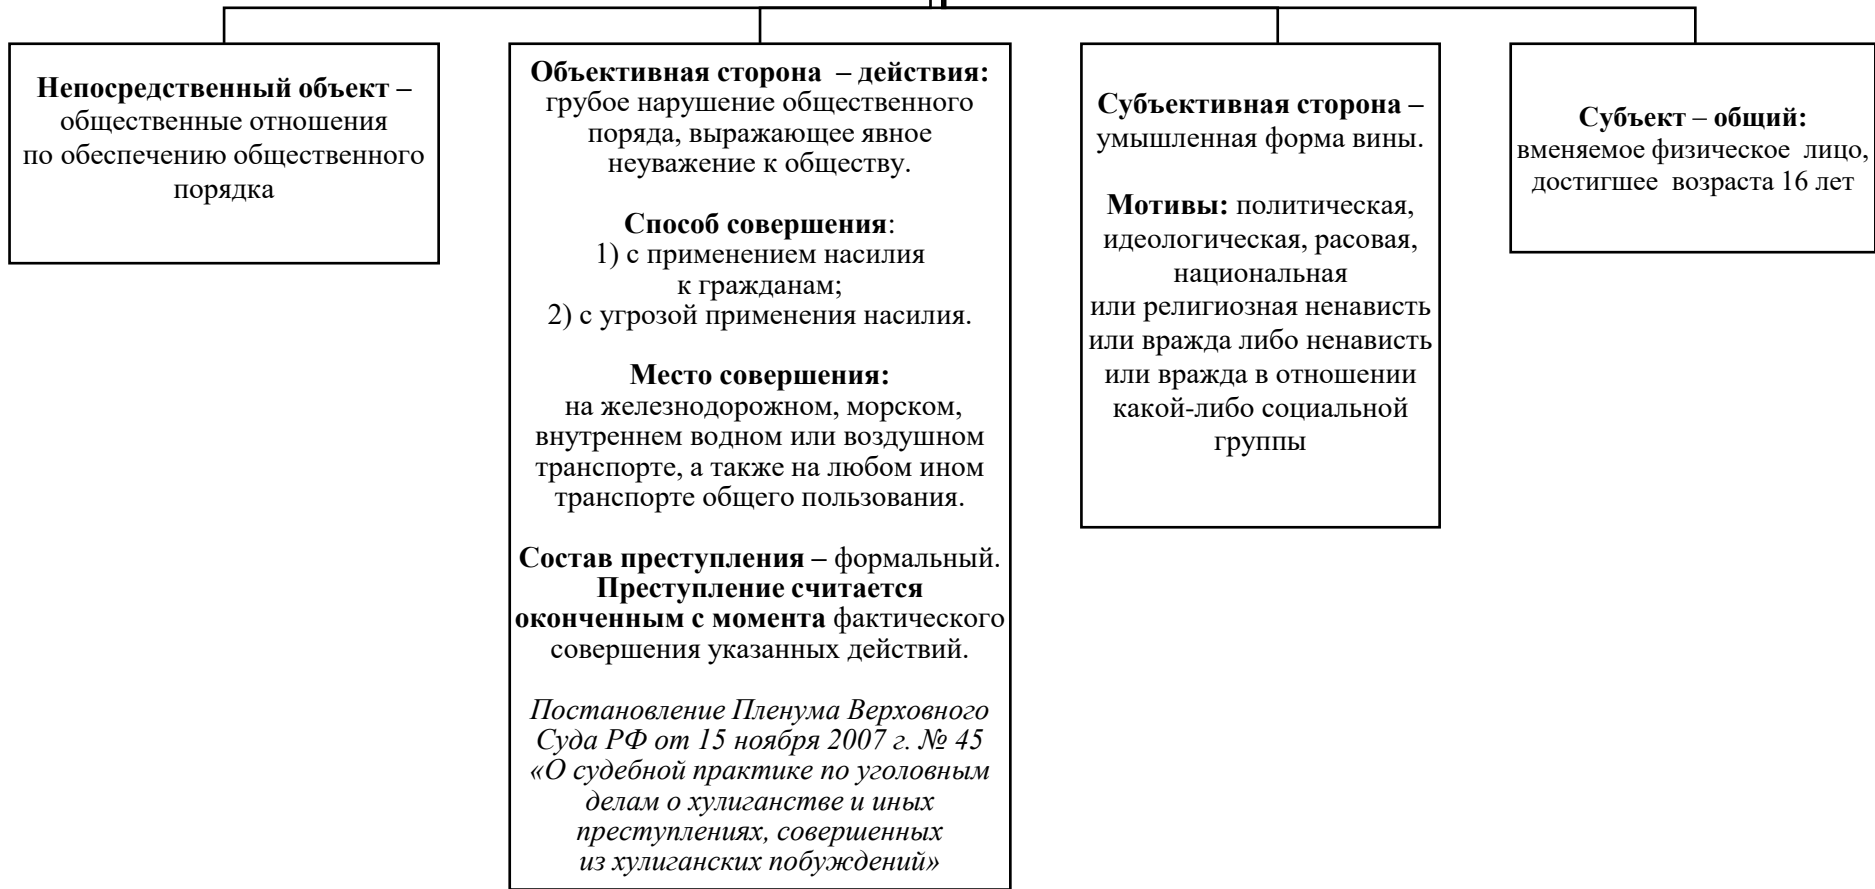 Непосредственный объект –
общественные отношения
по обеспечению общественного
порядка
Объективная сторона – действия:
грубое нарушение общественного
поряда, выражающее явное
неуважение к обществу.
Способ совершения:
1) с применением насилия
к гражданам;
2) с угрозой применения насилия.
Место совершения:
на железнодорожном, морском,
внутреннем водном или воздушном
транспорте, а также на любом ином
транспорте общего пользования.
Состав преступления – формальный.
Преступление считается
оконченным с момента фактического
совершения указанных действий.
Постановление Пленума Верховного
Суда РФ от 15 ноября 2007 г. № 45
«О судебной практике по уголовным
делам о хулиганстве и иных
преступлениях, совершенных
из хулиганских побуждений»
Субъективная сторона –
умышленная форма вины.
Мотивы: политическая,
идеологическая, расовая,
национальная
или религиозная ненависть
или вражда либо ненависть
или вражда в отношении
какой-либо социальной
группы
Субъект – общий:
вменяемое физическое лицо,
достигшее возраста 16 лет